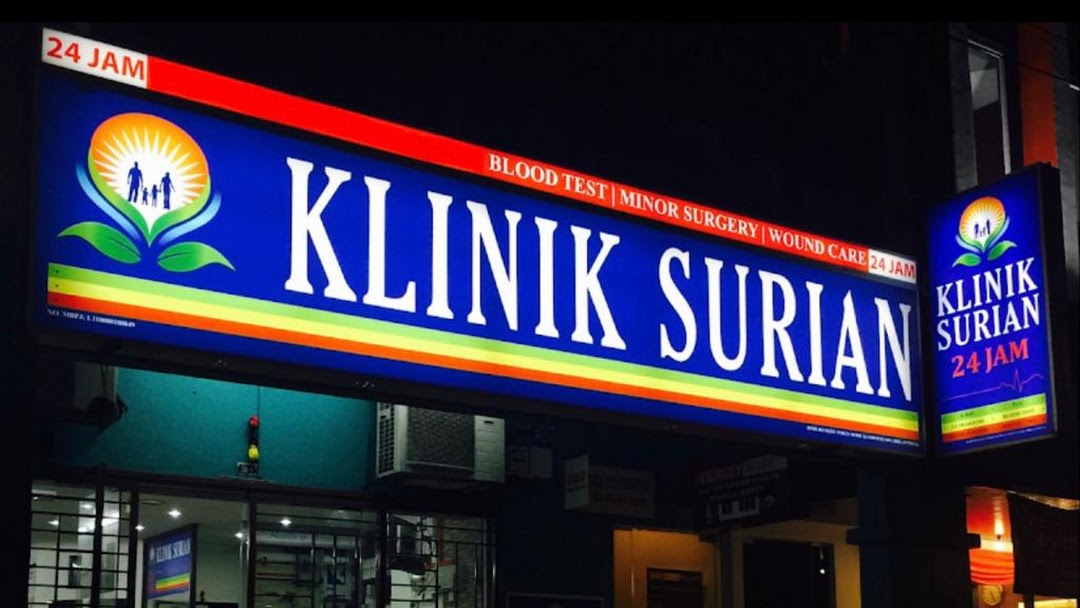 24 JAM
BLOOD TEST | MINOR SURGERY | WOUND CARE
24 JAM
KLINIK SURIAN
KLINIK
SURIAN
24 JAM
KLINIK SURIAN